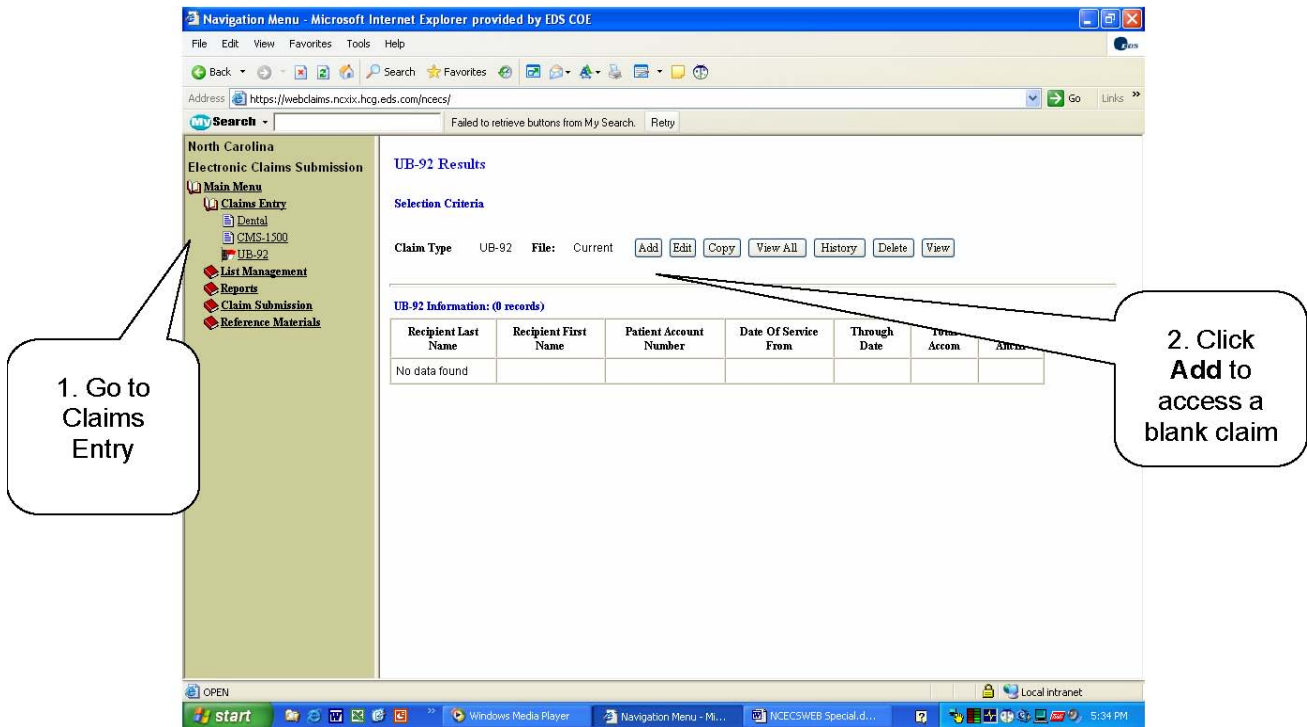 Navigation Menu - Microsoft Internet Explorer provided by EDS COE
File Edit View Favorites Tools Help
Back Search Favorites
Address https://webclaims.ncxix.hcg.eds.com/ncecs/ Go Links »
My Search Failed to retrieve buttons from My Search. Retry
North Carolina
Electronic Claims Submission
Main Menu
Claims Entry
Dental
CMS-1500
UB-92
List Management
Reports
Claim Submission
Reference Materials
UB-92 Results
Selection Criteria
Claim Type UB-92 File: Current Add Edit Copy View All History Delete View
UB-92 Information: (0 records)
Recipient Last Name
Recipient First Name
Patient Account Number
Date Of Service From
Through Date
Total Accom
No data found
1. Go to
Claims
Entry
2. Click
Add to
access a
blank claim
OPEN Local intranet
start Windows Media Player Navigation Menu - Mi... NCECSWEB Special.d... 5:34 PM